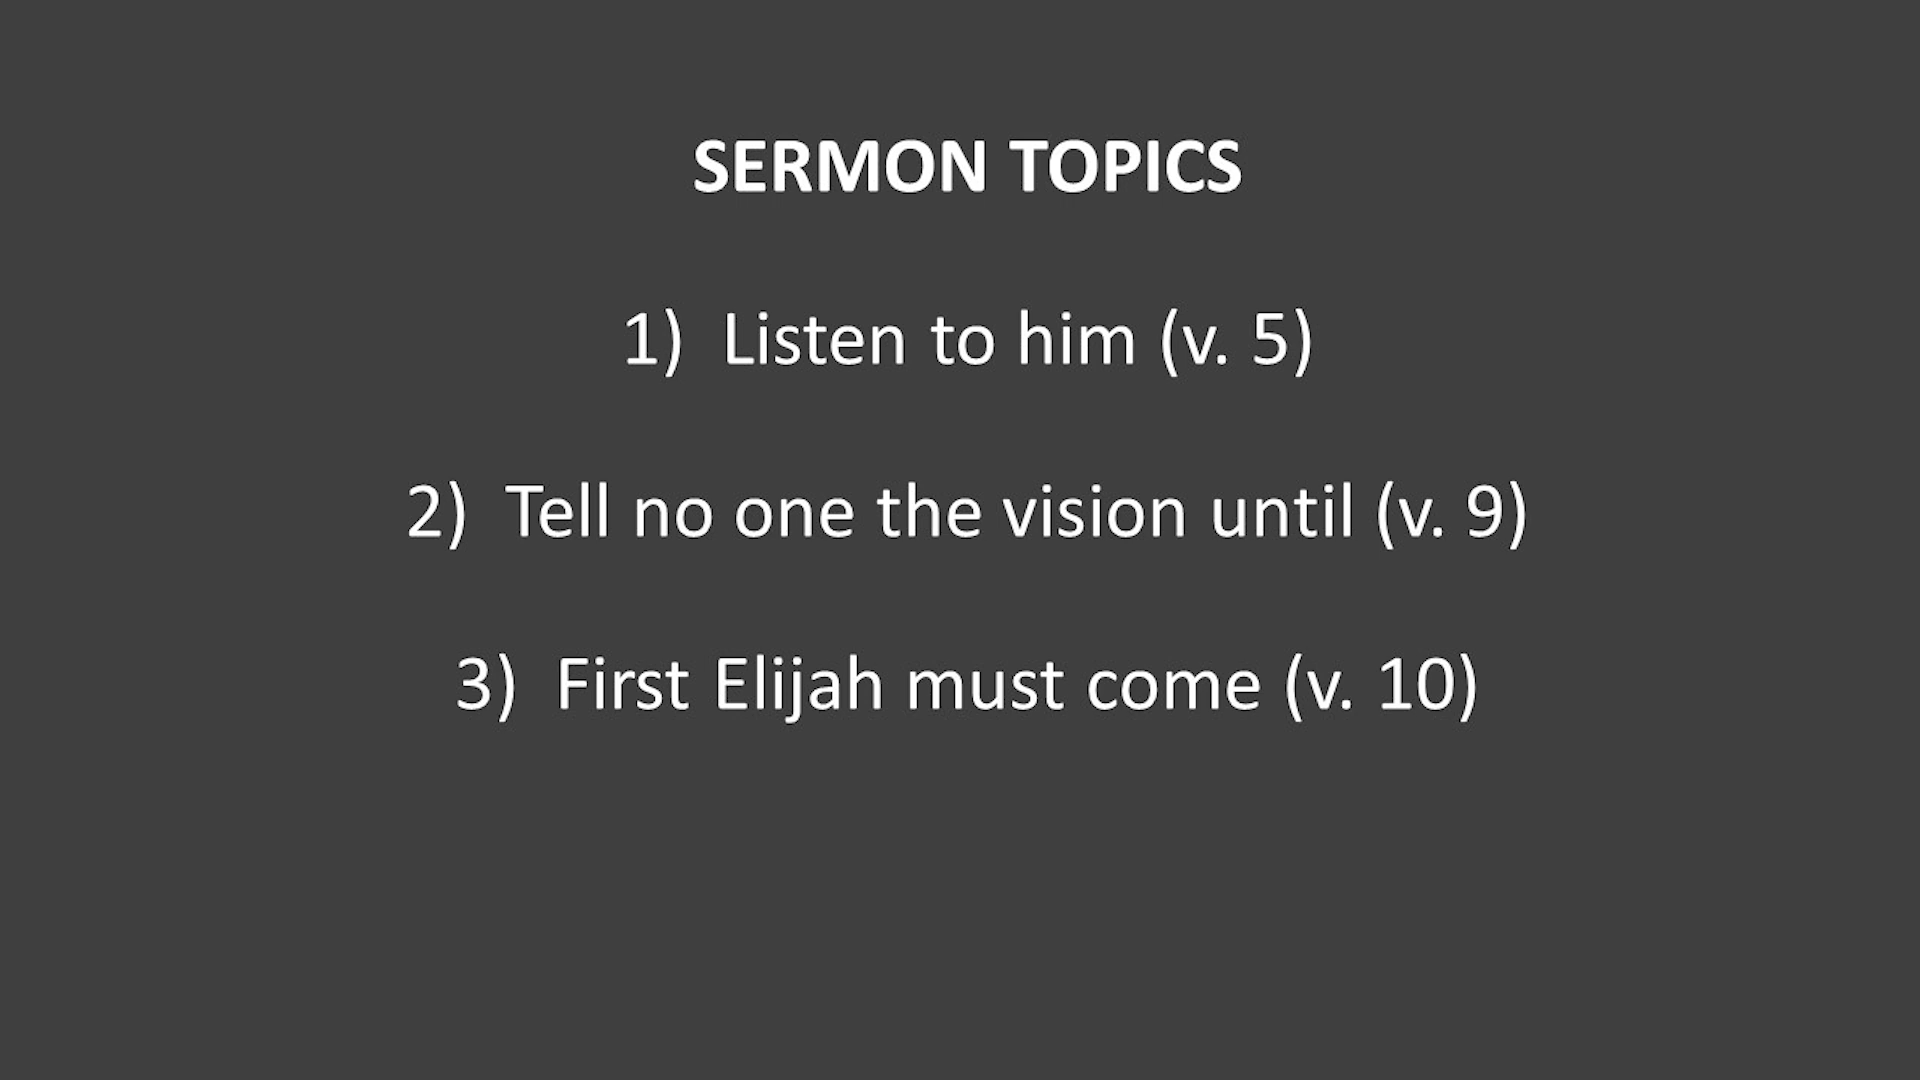 SERMON TOPICS
1) Listen to him (v. 5)
2) Tell no one the vision until (v. 9)
3) First Elijah must come (v. 10)